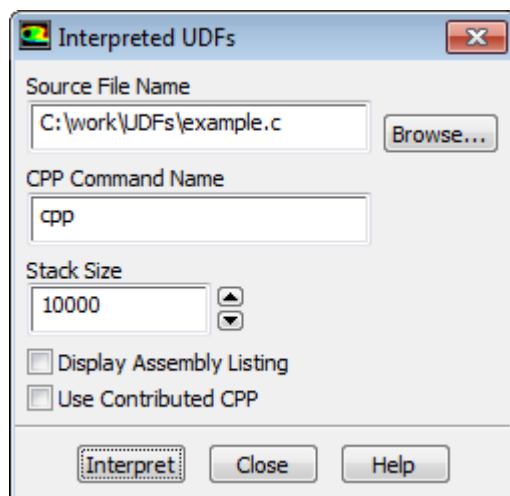 Interpreted UDFs
Source File Name
C:\work\UDFs\example.c
Browse...
CPP Command Name
cpp
Stack Size
10000
Display Assembly Listing
Use Contributed CPP
Interpret Close Help